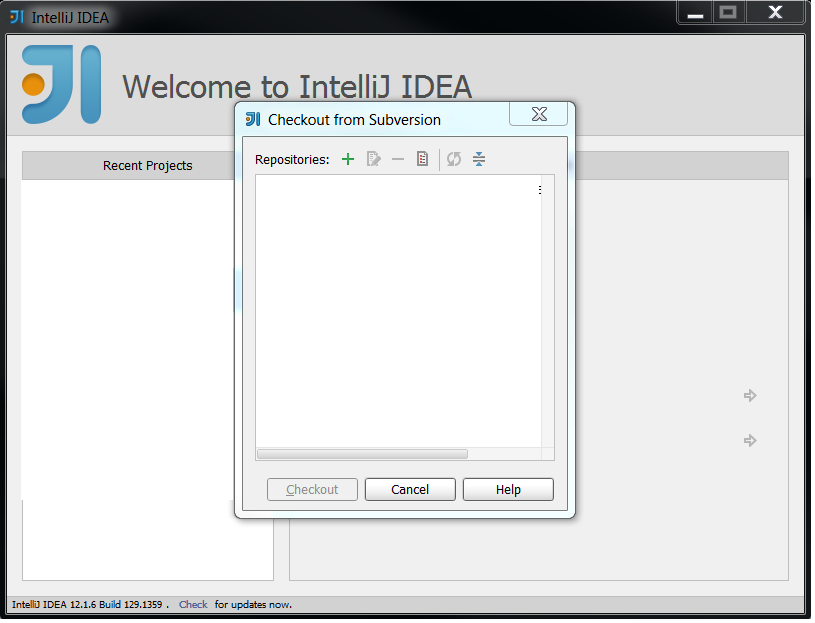 IntelliJ IDEA
Welcome to IntelliJ IDEA
Checkout from Subversion
Recent Projects
Repositories:
Checkout
Cancel
Help
IntelliJ IDEA 12.1.6 Build 129.1359 . Check for updates now.